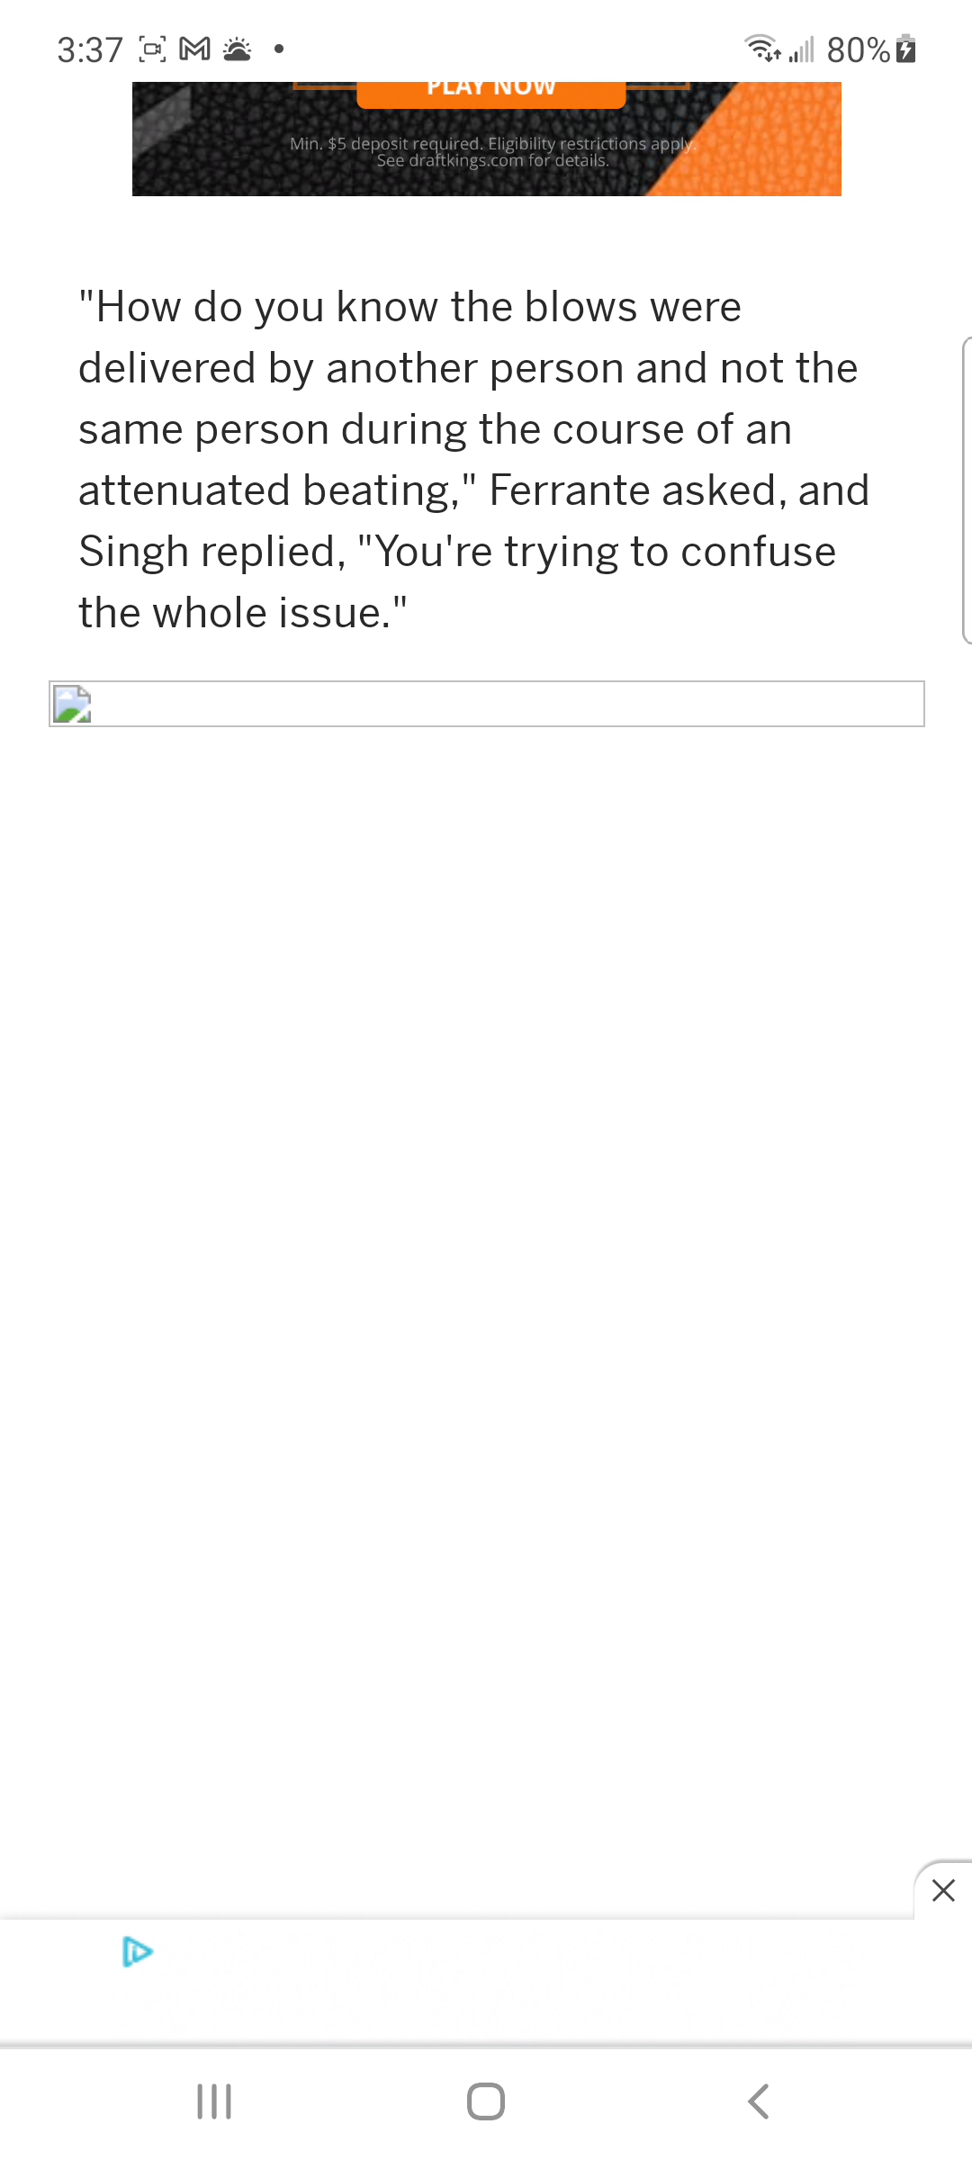 3:37
80%
PLAY NOW
Min. $5 deposit required. Eligibility restrictions apply.
See draftkings.com for details.
"How do you know the blows were
delivered by another person and not the
same person during the course of an
attenuated beating," Ferrante asked, and
Singh replied, "You're trying to confuse
the whole issue."